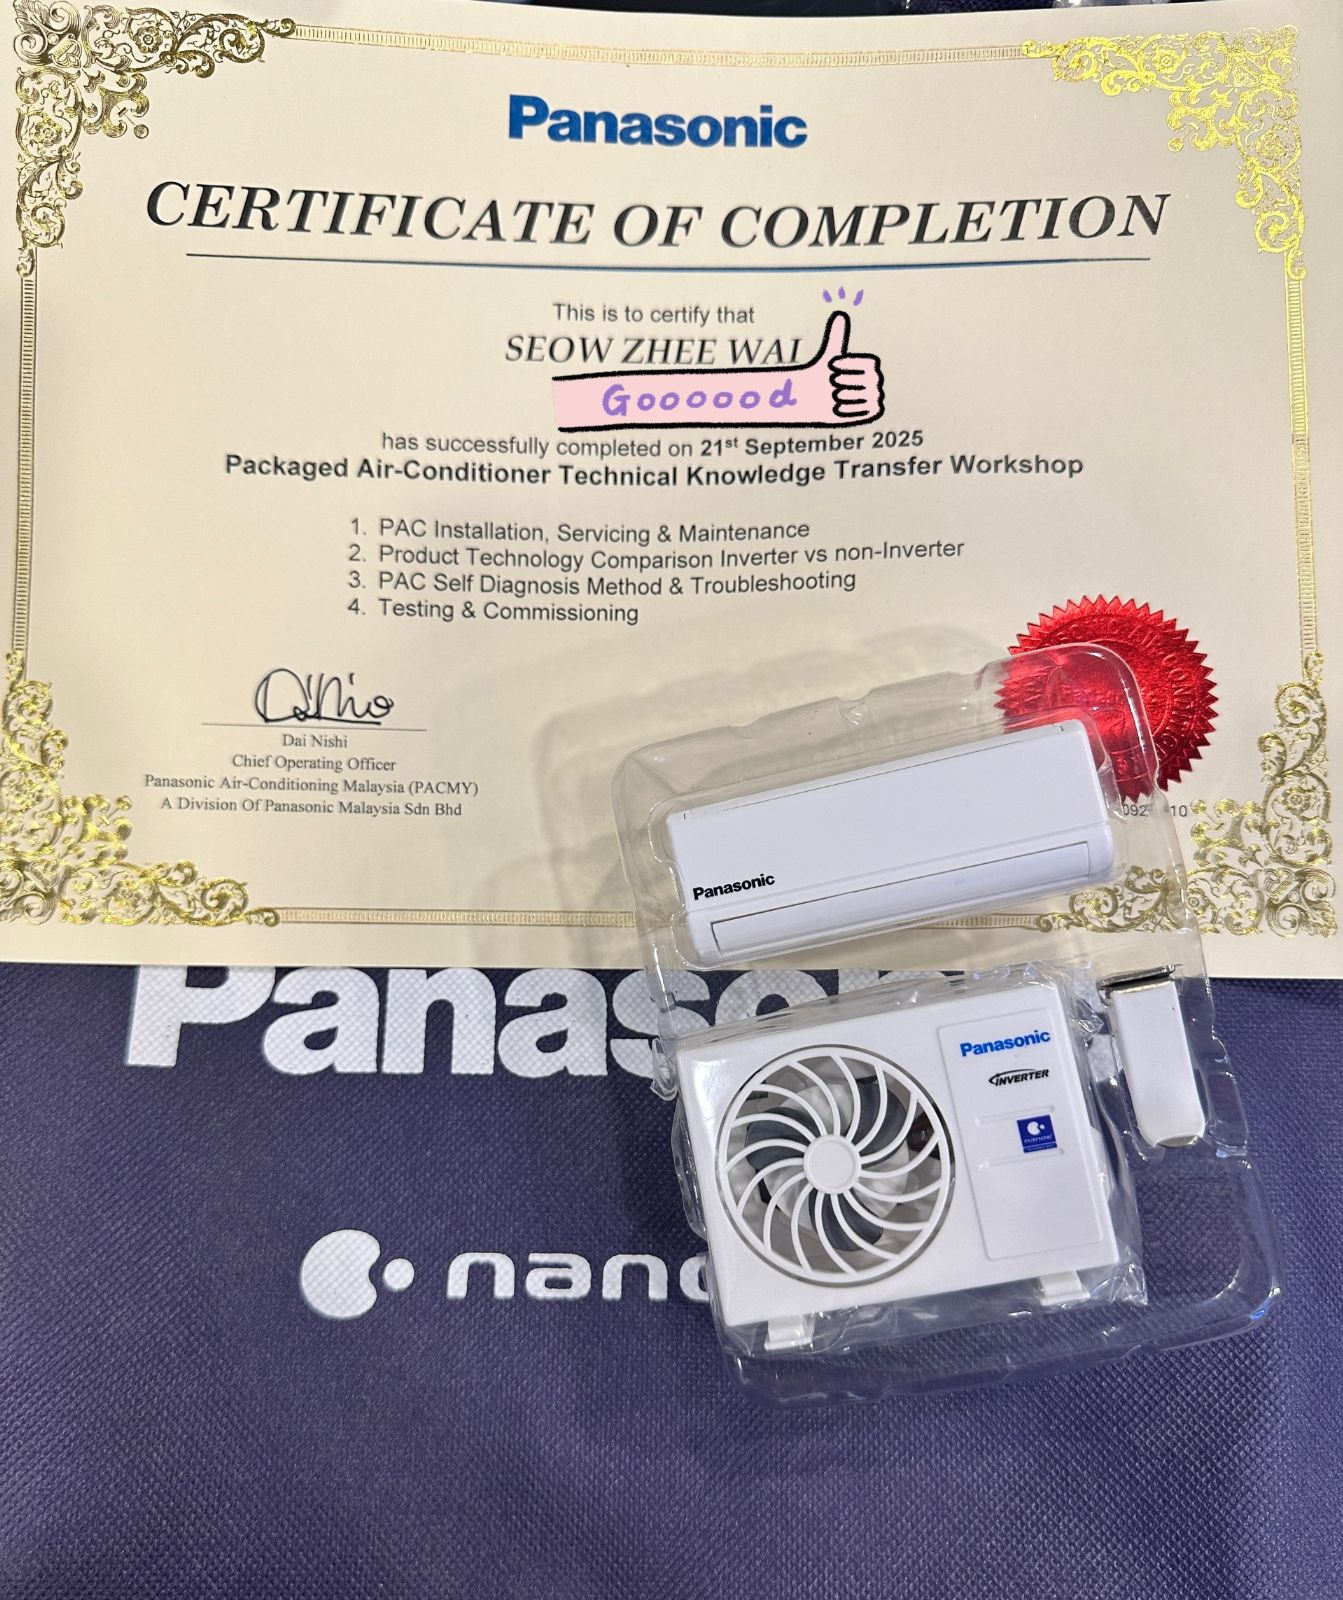 Panasonic
CERTIFICATE OF COMPLETION
This is to certify that
SEOW ZHEE WAI
Goooood
has successfully completed on 21st September 2025
Packaged Air-Conditioner Technical Knowledge Transfer Workshop
1. PAC Installation, Servicing & Maintenance
2. Product Technology Comparison Inverter vs non-Inverter
3. PAC Self Diagnosis Method & Troubleshooting
4. Testing & Commissioning
Dai Nishi
Chief Operating Officer
Panasonic Air-Conditioning Malaysia (PACMY)
A Division Of Panasonic Malaysia Sdn Bhd
Panasonic
Panasonic
INVERTER
nanoe